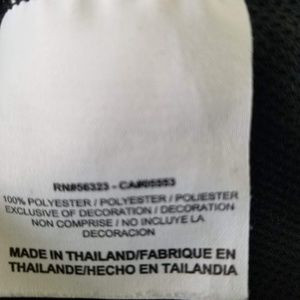 RN#56323 - CA#05553
100% POLYESTER / POLYESTER / POLIESTER
EXCLUSIVE OF DECORATION / DECORATION
NON COMPRISE / NO INCLUYE LA
DECORACION
MADE IN THAILAND/FABRIQUE EN
THAILANDE/HECHO EN TAILANDIA